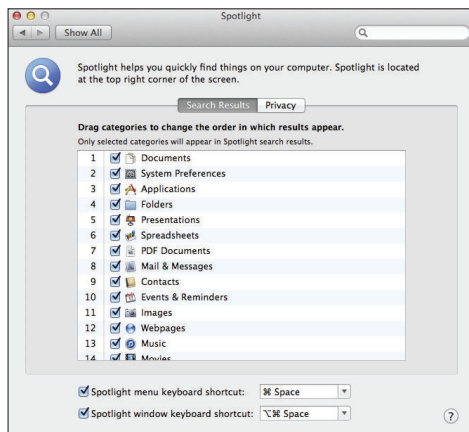 Spotlight
Show All
Spotlight helps you quickly find things on your computer. Spotlight is located
at the top right corner of the screen.
Search Results Privacy
Drag categories to change the order in which results appear.
Only selected categories will appear in Spotlight search results.
1 Documents
2 System Preferences
3 Applications
4 Folders
5 Presentations
6 Spreadsheets
7 PDF Documents
8 Mail & Messages
9 Contacts
10 Events & Reminders
11 Images
12 Webpages
13 Music
14 Movies
Spotlight menu keyboard shortcut: ⌘ Space
Spotlight window keyboard shortcut: ⌥⌘ Space
?